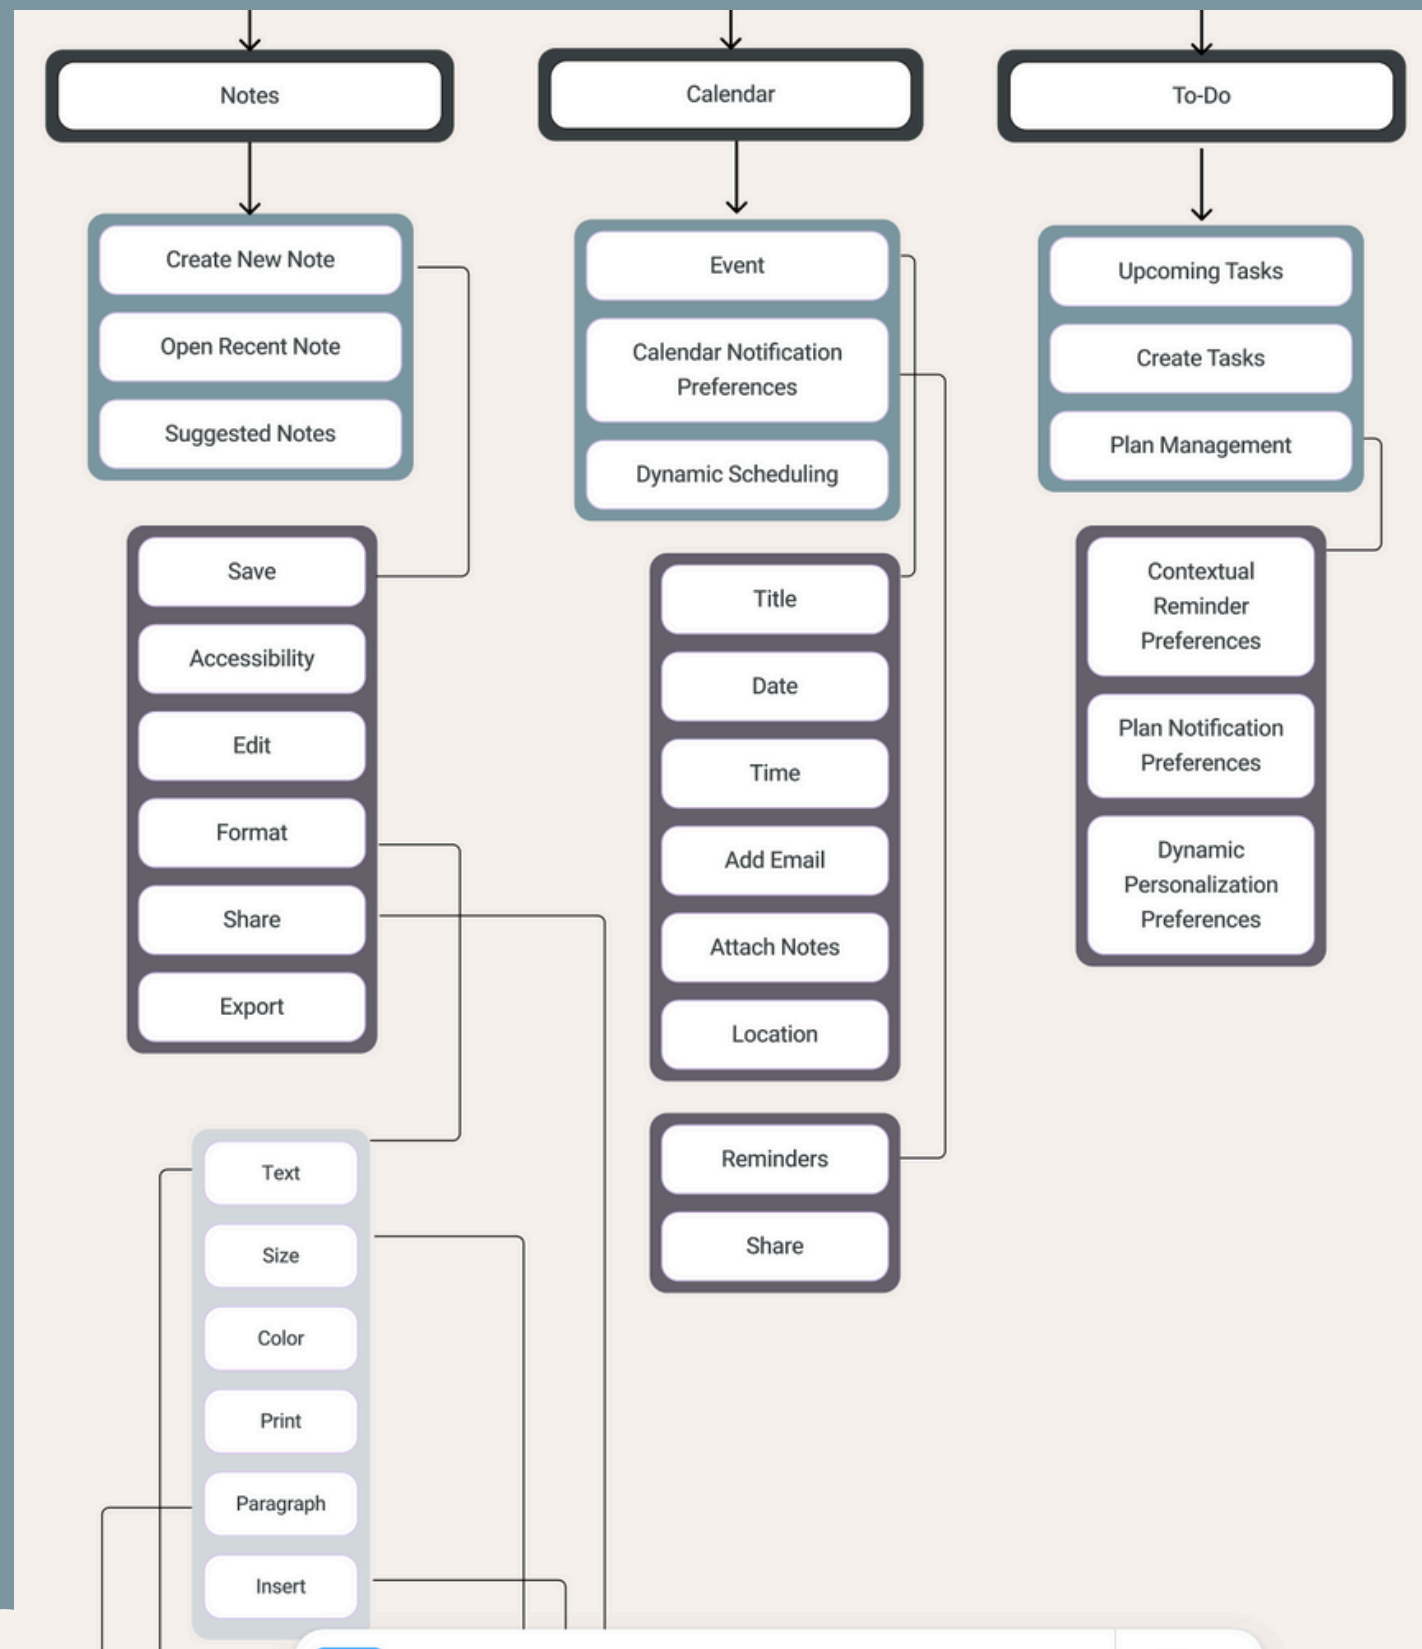 Notes
Create New Note
Open Recent Note
Suggested Notes
Save
Accessibility
Edit
Format
Share
Export
Text
Size
Color
Print
Paragraph
Insert
Calendar
Event
Calendar Notification
Preferences
Dynamic Scheduling
Title
Date
Time
Add Email
Attach Notes
Location
Reminders
Share
To-Do
Upcoming Tasks
Create Tasks
Plan Management
Contextual
Reminder
Preferences
Plan Notification
Preferences
Dynamic
Personalization
Preferences